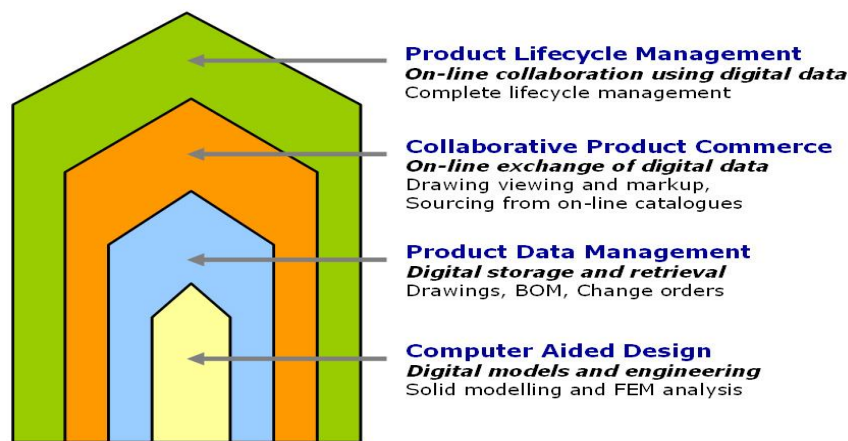 Product Lifecycle Management
On-line collaboration using digital data
Complete lifecycle management
Collaborative Product Commerce
On-line exchange of digital data
Drawing viewing and markup,
Sourcing from on-line catalogues
Product Data Management
Digital storage and retrieval
Drawings, BOM, Change orders
Computer Aided Design
Digital models and engineering
Solid modelling and FEM analysis